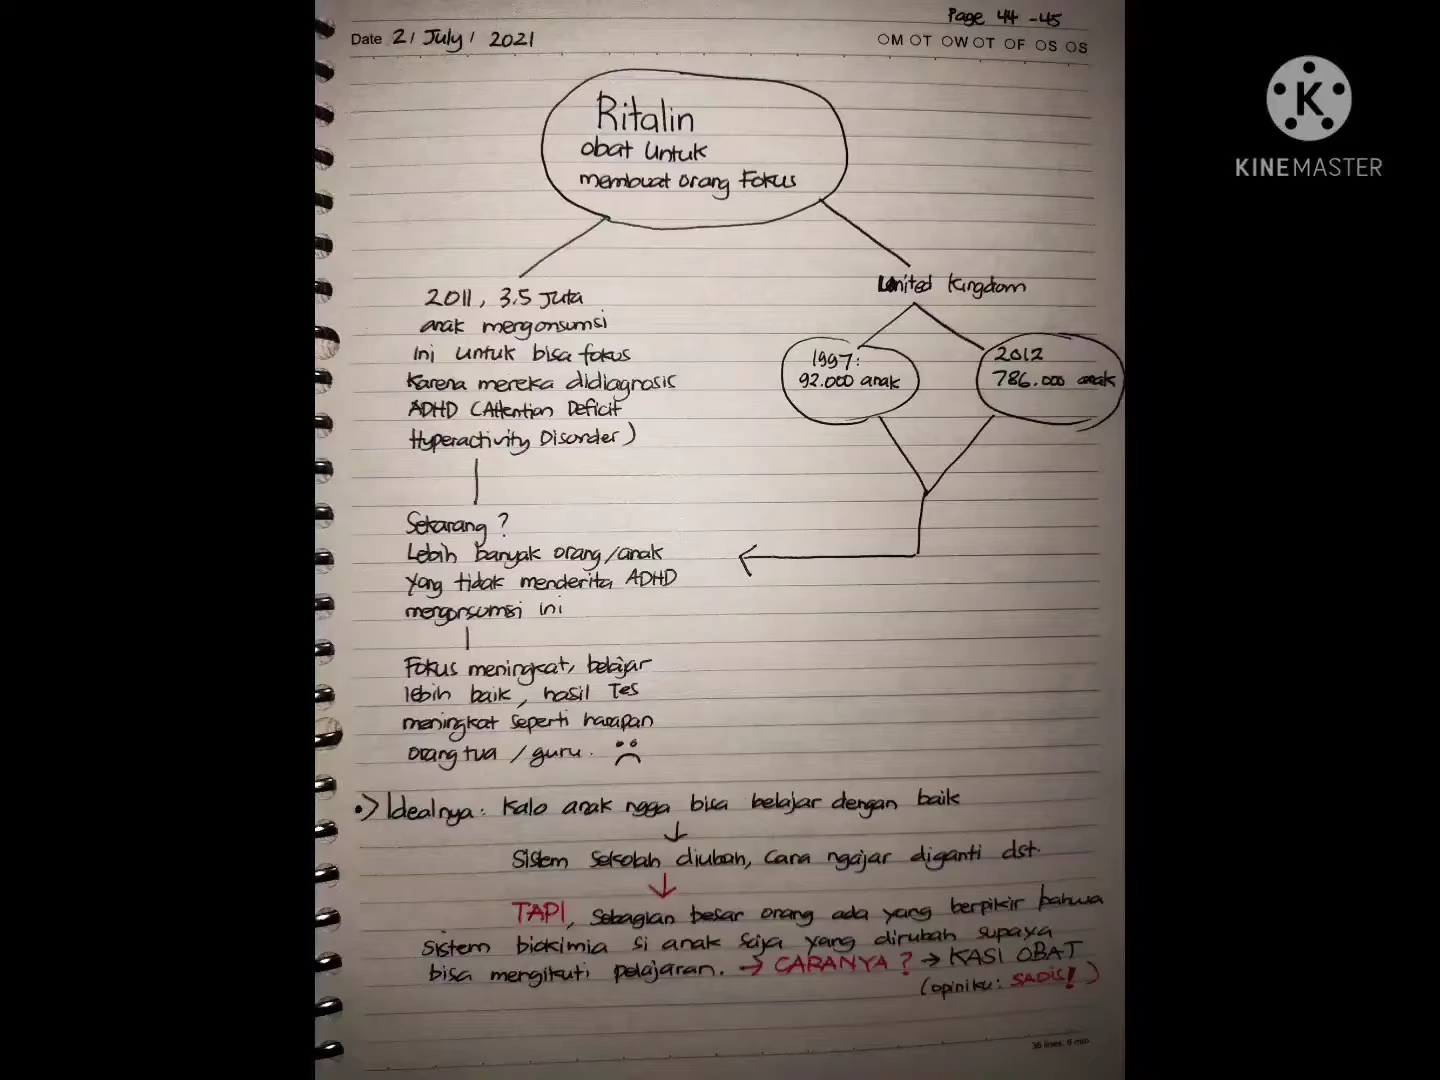 Page 44 - 45
Date 21 July 1 2021
OM OT OW OT OF OS OS
Ritalin
obat untuk
membuat orang Fokus
2011, 3.5 Juta
anak mengonsumsi
ini untuk bisa fokus
Karena mereka didiagnosis
ADHD (Attention Deficit
Hyperactivity Disorder)
Sekarang?
Lebih banyak orang/anak
yang tidak menderita ADHD
mengonsumsi ini
Fokus meningkat, belajar
lebih baik, hasil Tes
meningkat seperti harapan
orang tua / guru.
United Kingdom
1997:
92.000 anak
2012
786.000 anak
Idealnya: Kalo anak ngga bisa belajar dengan baik
Sistem sekolah diubah, cara ngajar diganti dst.
TAPI, sebagian besar orang ada yang berpikir bahwa
sistem biokimia si anak saja yang dirubah supaya
bisa mengikuti pelajaran. → CARANYA? → KASI OBAT
(opiniku: SADIS!)
36 lines, 6 mm
K
KINEMASTER